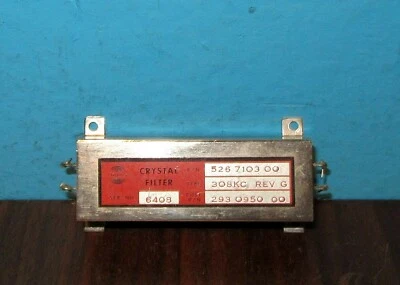 CRYSTAL 526 7103 00
FILTER 308KC REV G
6408 293 0950 00